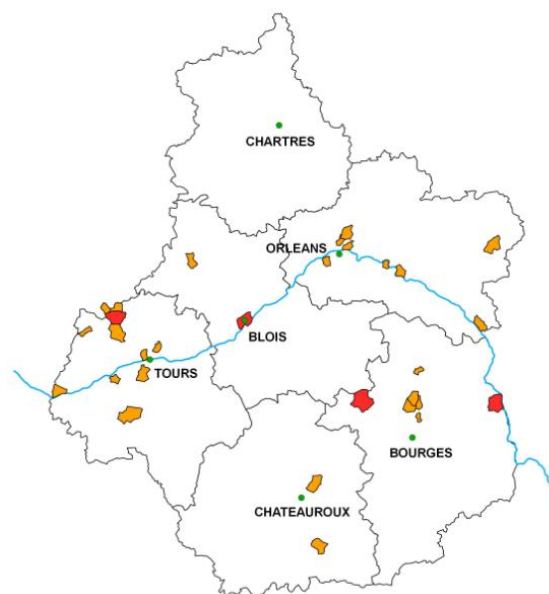 CHARTRES
ORLEANS
BLOIS
TOURS
BOURGES
CHATEAUROUX